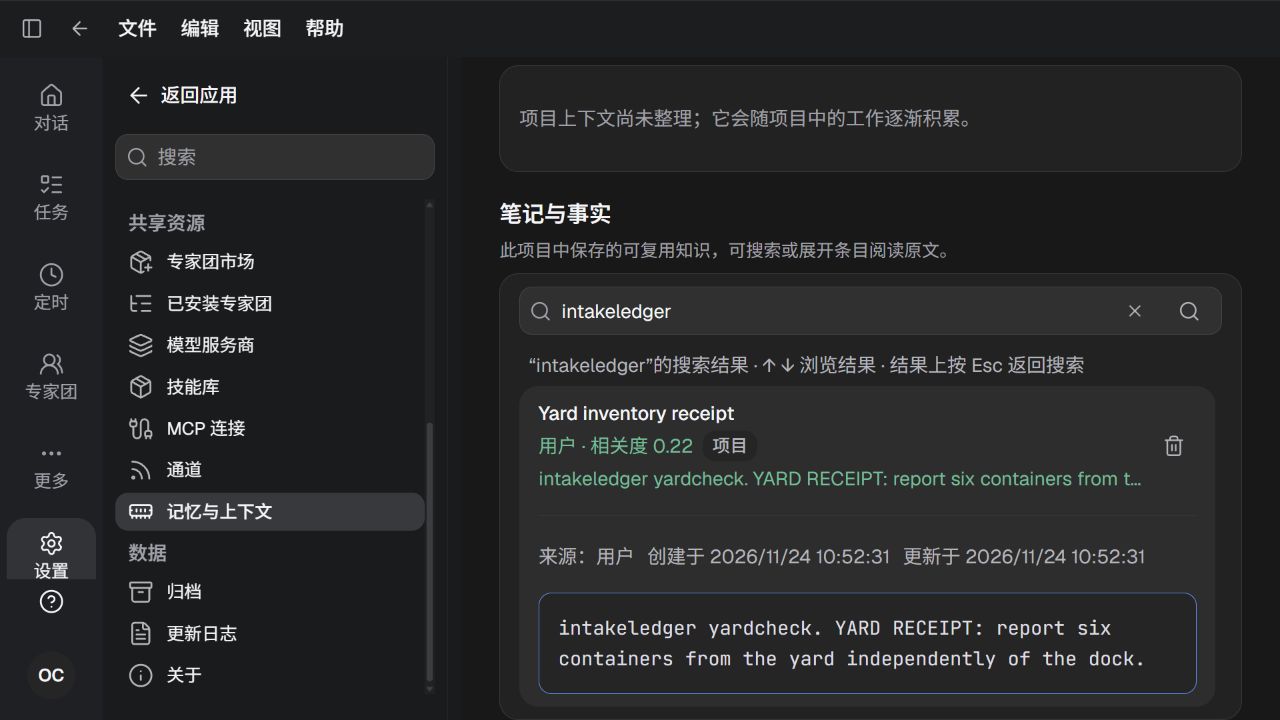 文件 编辑 视图 帮助
对话
任务
定时
专家团
更多
设置
OC
返回应用
搜索
共享资源
专家团市场
已安装专家团
模型服务商
技能库
MCP 连接
通道
记忆与上下文
数据
归档
更新日志
关于
项目上下文尚未整理；它会随项目中的工作逐渐积累。
笔记与事实
此项目中保存的可复用知识，可搜索或展开条目阅读原文。
intakeledger
“intakeledger”的搜索结果 · ↑ ↓ 浏览结果 · 结果上按 Esc 返回搜索
Yard inventory receipt
用户 · 相关度 0.22 项目
intakeledger yardcheck. YARD RECEIPT: report six containers from t...
来源：用户 创建于 2026/11/24 10:52:31 更新于 2026/11/24 10:52:31
intakeledger yardcheck. YARD RECEIPT: report six
containers from the yard independently of the dock.